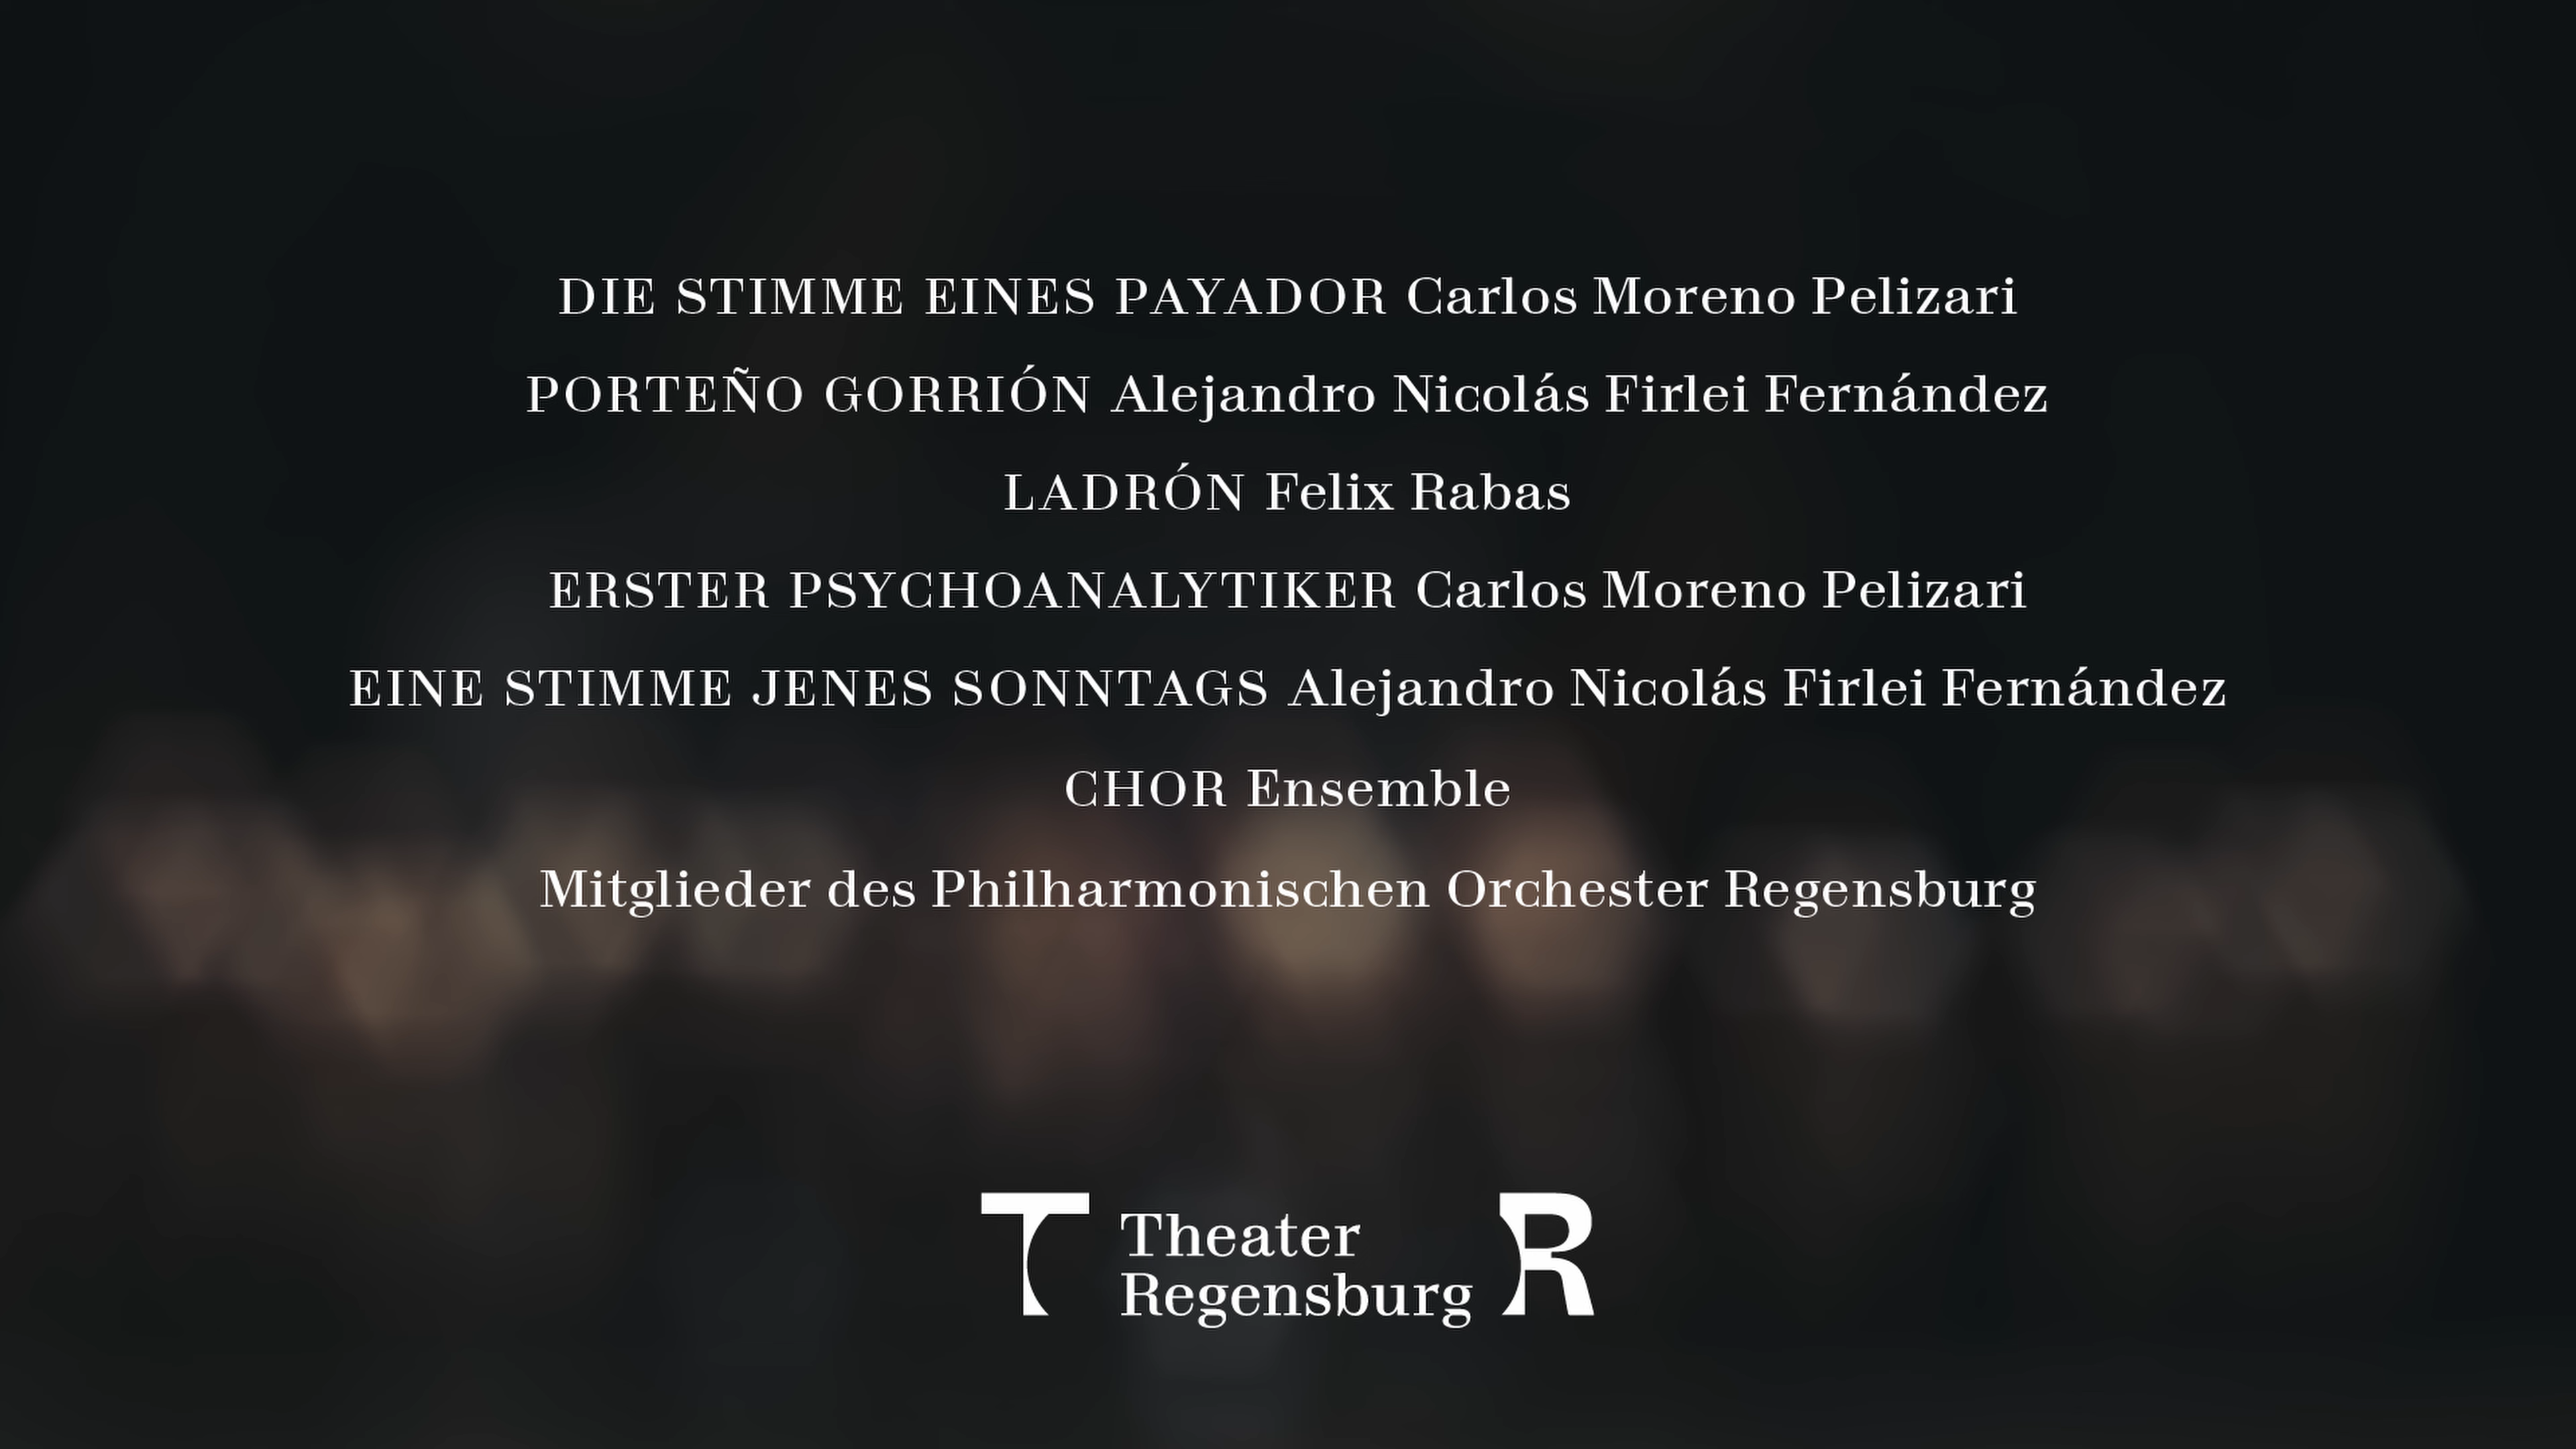 DIE STIMME EINES PAYADOR Carlos Moreno Pelizari
PORTEÑO GORRIÓN Alejandro Nicolás Firlei Fernández
LADRÓN Felix Rabas
ERSTER PSYCHOANALYTIKER Carlos Moreno Pelizari
EINE STIMME JENES SONNTAGS Alejandro Nicolás Firlei Fernández
CHOR Ensemble
Mitglieder des Philharmonischen Orchester Regensburg
T Theater R
Regensburg